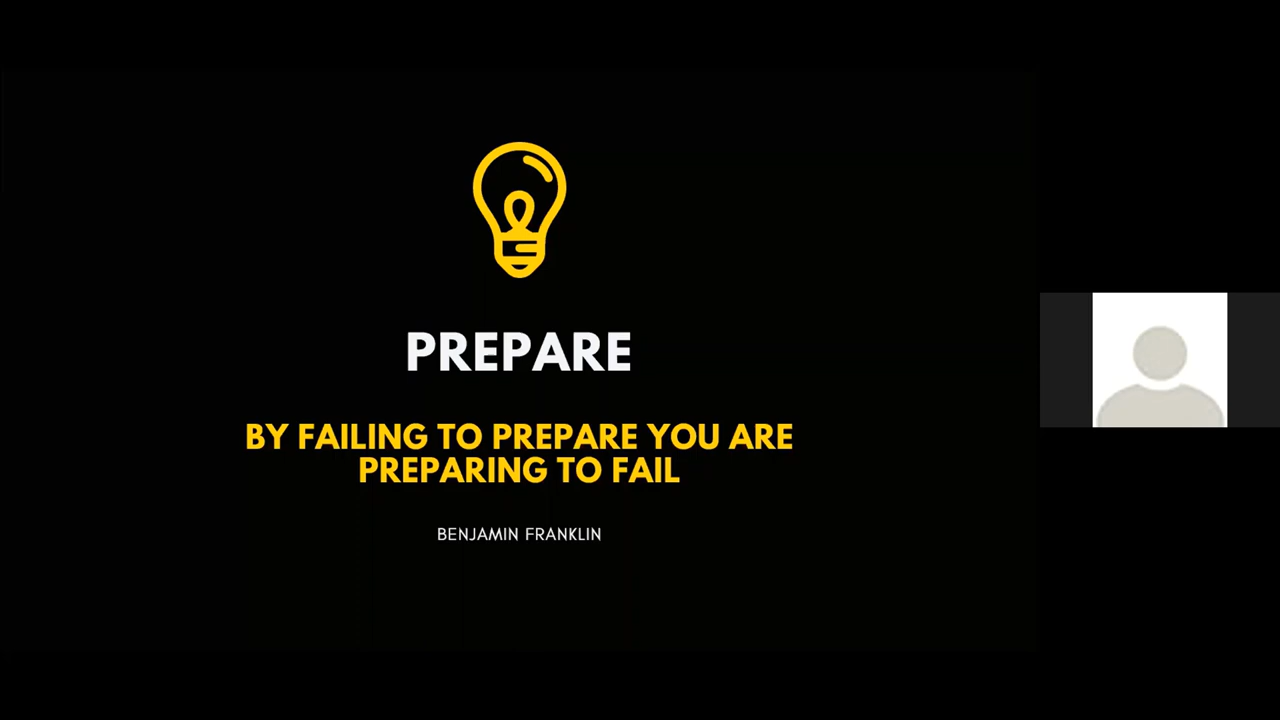 PREPARE
BY FAILING TO PREPARE YOU ARE
PREPARING TO FAIL
BENJAMIN FRANKLIN